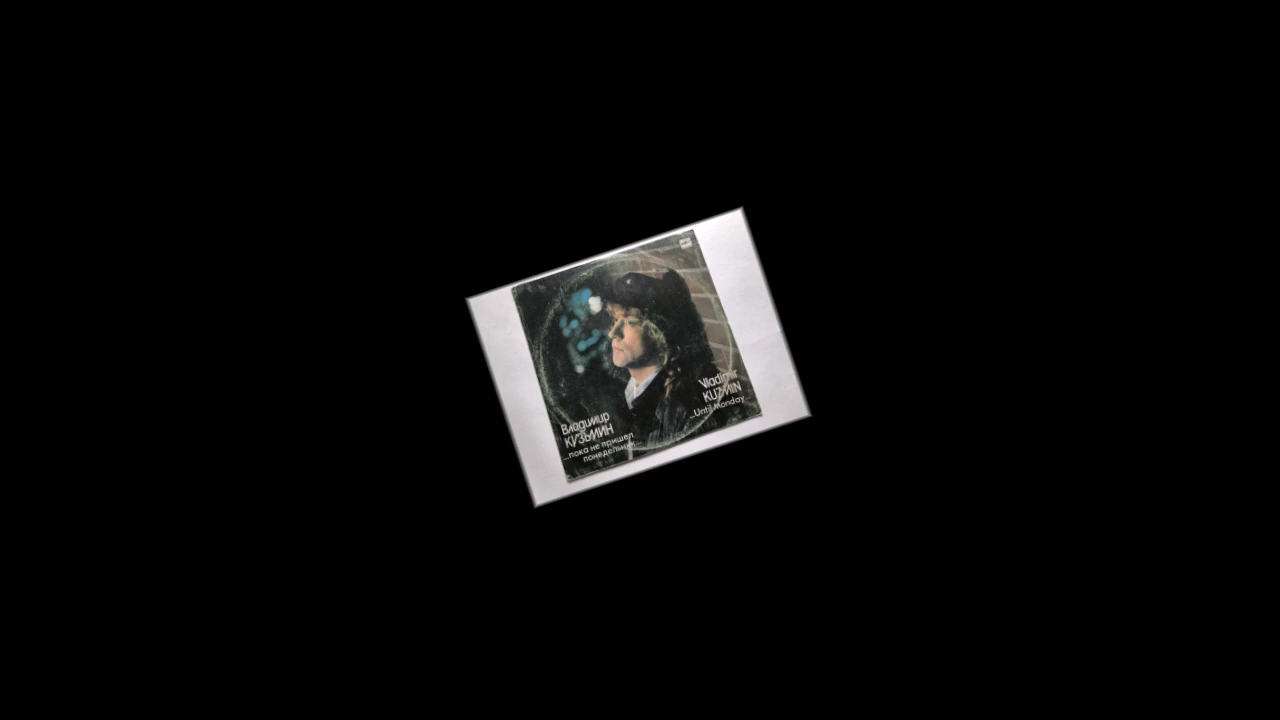 Владимир
КУЗЬМИН
...пока не пришел
понедельник...
Vladimir
KUZMIN
...Until Monday